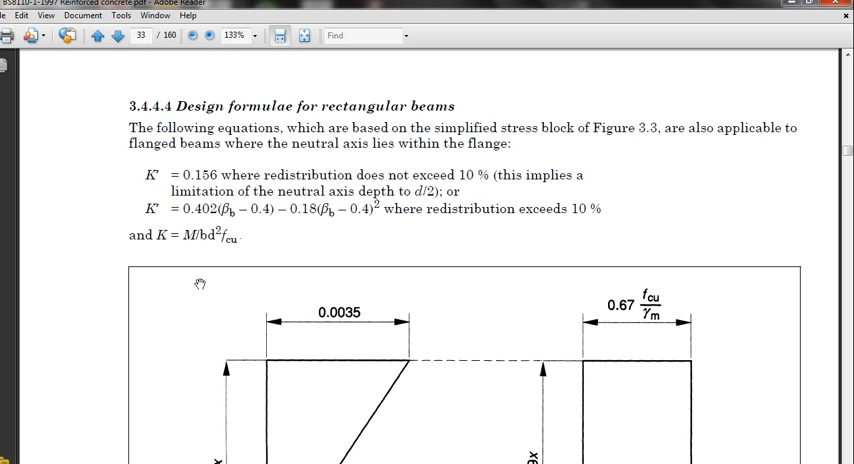 BS8110-1-1997 Reinforced concrete.pdf - Adobe Reader
Edit View Document Tools Window Help
33 / 160 133% Find
3.4.4.4 Design formulae for rectangular beams
The following equations, which are based on the simplified stress block of Figure 3.3, are also applicable to
flanged beams where the neutral axis lies within the flange:
K′ = 0.156 where redistribution does not exceed 10 % (this implies a
limitation of the neutral axis depth to d/2); or
K′ = 0.402(βb – 0.4) – 0.18(βb – 0.4)² where redistribution exceeds 10 %
and K = M/bd²fcu.
0.0035
0.67 fcu/γm
x